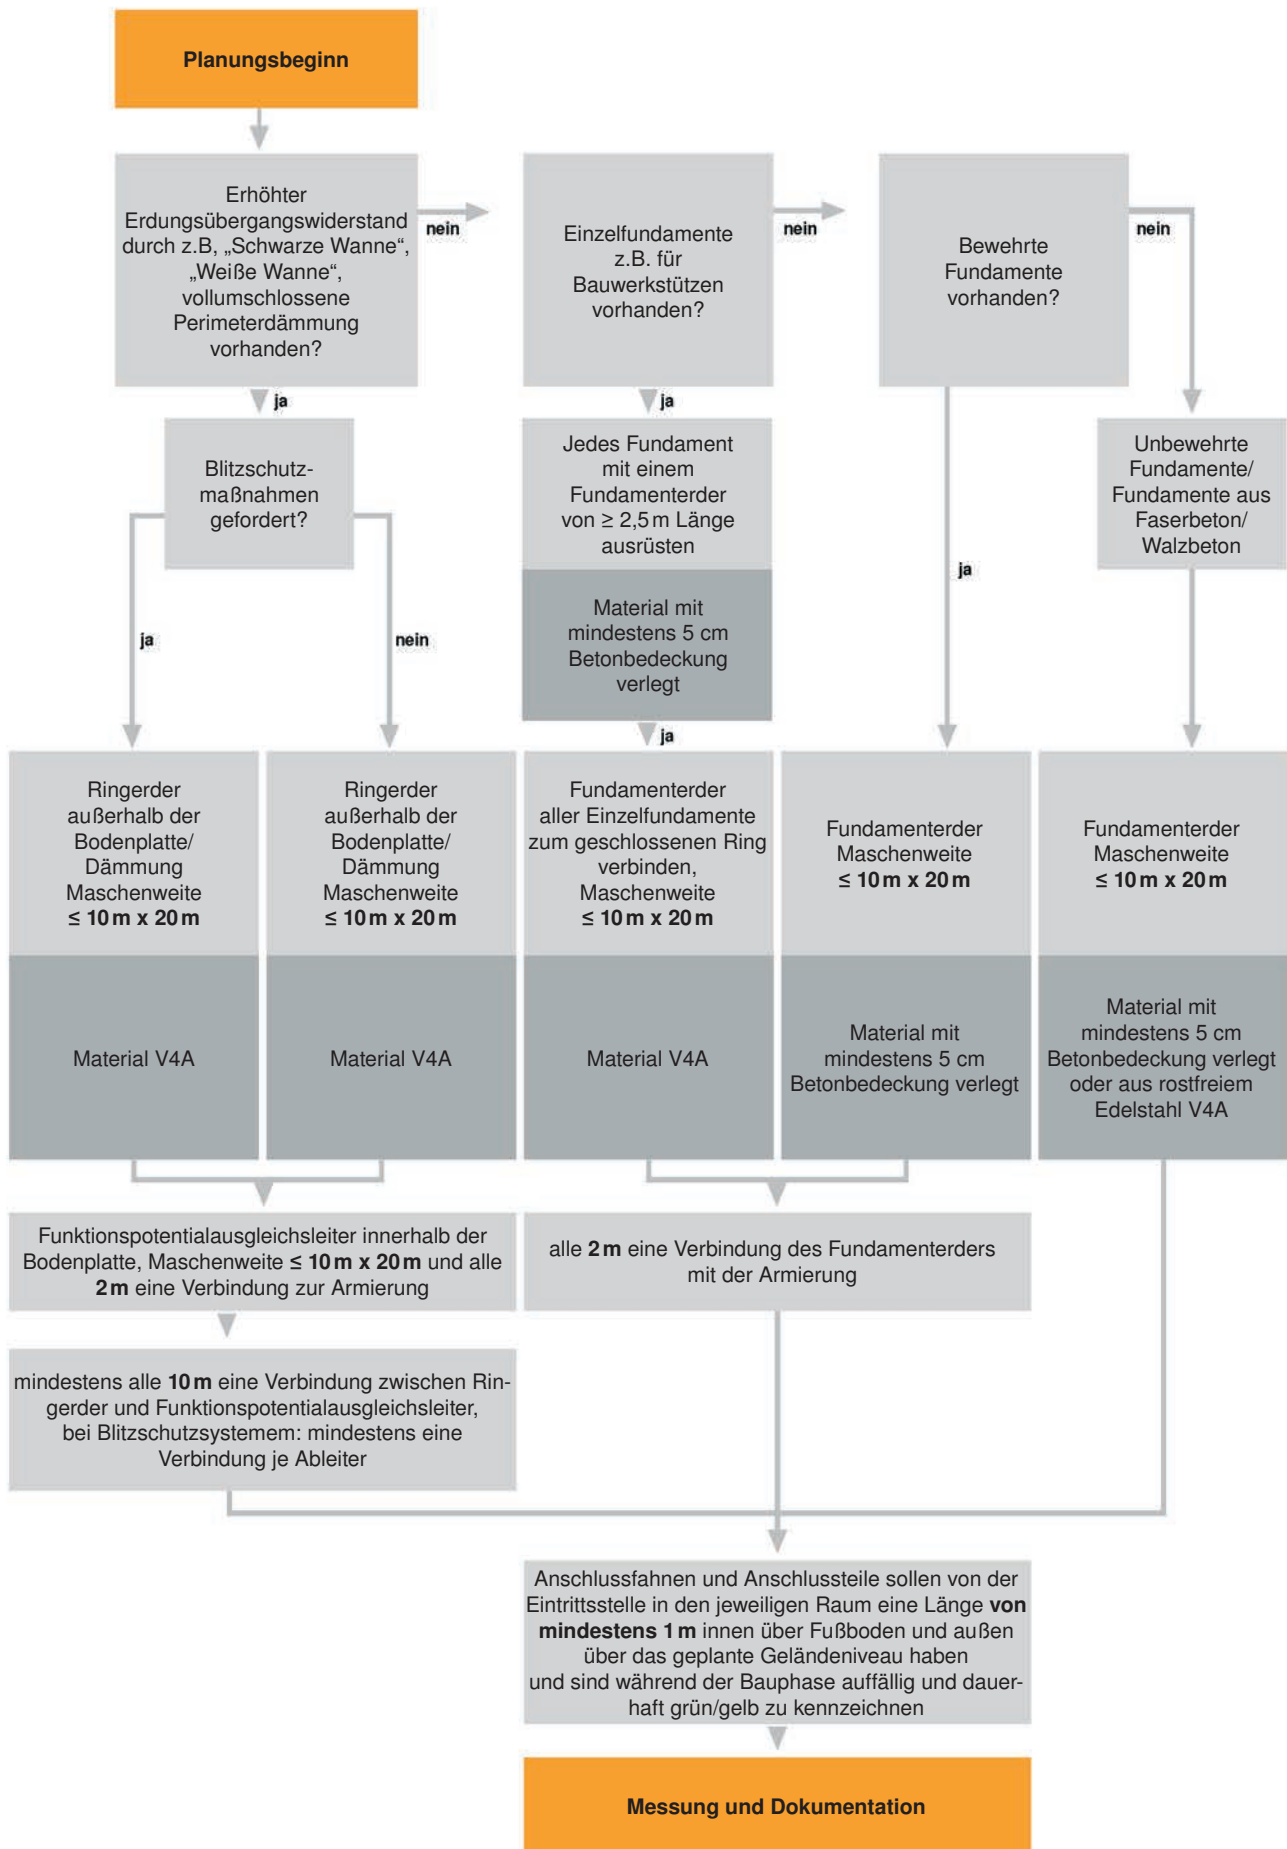 Planungsbeginn
Erhöhter
Erdungsübergangswiderstand
durch z.B, „Schwarze Wanne“,
„Weiße Wanne“,
vollumschlossene
Perimeterdämmung
vorhanden?
nein
Einzelfundamente
z.B. für
Bauwerkstützen
vorhanden?
nein
Bewehrte
Fundamente
vorhanden?
nein
ja
Blitzschutz-
maßnahmen
gefordert?
ja
nein
ja
Jedes Fundament
mit einem
Fundamenterder
von ≥ 2,5 m Länge
ausrüsten
Material mit
mindestens 5 cm
Betonbedeckung
verlegt
ja
ja
Unbewehrte
Fundamente/
Fundamente aus
Faserbeton/
Walzbeton
Ringerder
außerhalb der
Bodenplatte/
Dämmung
Maschenweite
≤ 10 m x 20 m
Material V4A
Ringerder
außerhalb der
Bodenplatte/
Dämmung
Maschenweite
≤ 10 m x 20 m
Material V4A
Fundamenterder
aller Einzelfundamente
zum geschlossenen Ring
verbinden,
Maschenweite
≤ 10 m x 20 m
Material V4A
Fundamenterder
Maschenweite
≤ 10 m x 20 m
Material mit
mindestens 5 cm
Betonbedeckung verlegt
Fundamenterder
Maschenweite
≤ 10 m x 20 m
Material mit
mindestens 5 cm
Betonbedeckung verlegt
oder aus rostfreiem
Edelstahl V4A
Funktionspotentialausgleichsleiter innerhalb der
Bodenplatte, Maschenweite ≤ 10 m x 20 m und alle
2 m eine Verbindung zur Armierung
alle 2 m eine Verbindung des Fundamenterders
mit der Armierung
mindestens alle 10 m eine Verbindung zwischen Rin-
gerder und Funktionspotentialausgleichsleiter,
bei Blitzschutzsystemem: mindestens eine
Verbindung je Ableiter
Anschlussfahnen und Anschlussteile sollen von der
Eintrittsstelle in den jeweiligen Raum eine Länge von
mindestens 1 m innen über Fußboden und außen
über das geplante Geländeniveau haben
und sind während der Bauphase auffällig und dauer-
haft grün/gelb zu kennzeichnen
Messung und Dokumentation